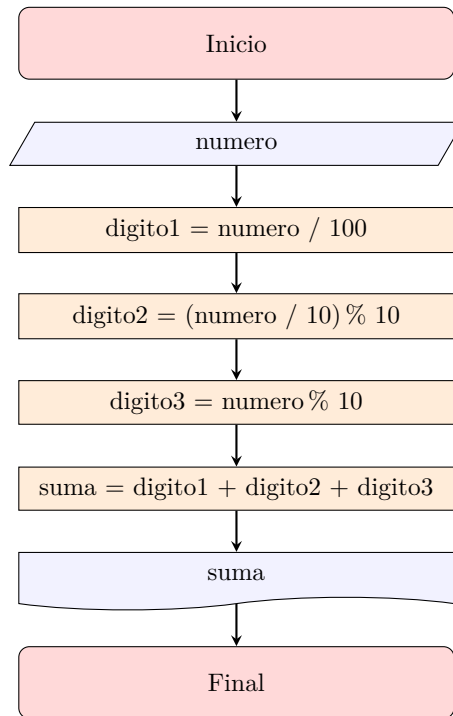 Inicio
numero
digito1 = numero / 100
digito2 = (numero / 10) % 10
digito3 = numero % 10
suma = digito1 + digito2 + digito3
suma
Final